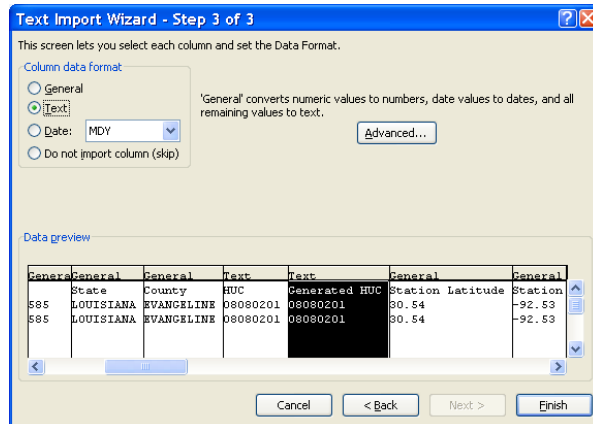 Text Import Wizard - Step 3 of 3
This screen lets you select each column and set the Data Format.
Column data format
General
Text
Date: MDY
Do not import column (skip)
'General' converts numeric values to numbers, date values to dates, and all
remaining values to text.
Advanced...
Data preview
Genera General General Text Text General General
State County HUC Generated HUC Station Latitude Station
585 LOUISIANA EVANGELINE 08080201 08080201 30.54 -92.53
585 LOUISIANA EVANGELINE 08080201 08080201 30.54 -92.53
Cancel < Back Next > Finish